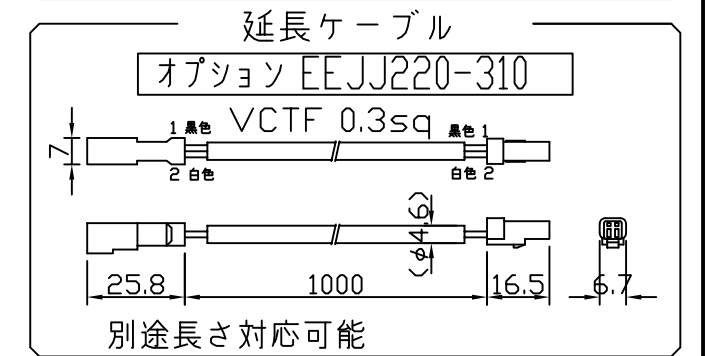 延長ケーブル
オプション EEJJ220-310
VCTF 0.3sq
1 黒色
黒色 1
7
2 白色
白色 2
(φ4.6)
25.8
1000
16.5
6.7
別途長さ対応可能